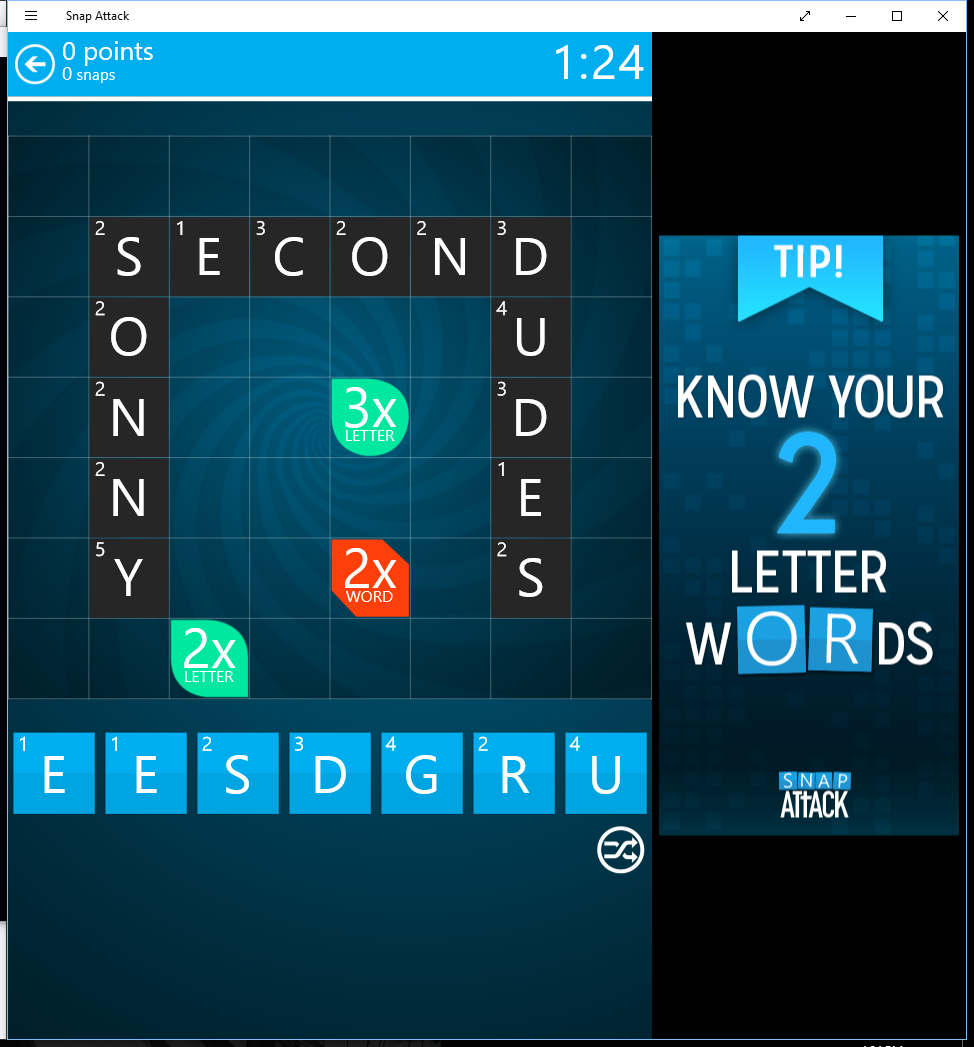 Snap Attack
0 points
0 snaps
1:24
2 S 1 E 3 C 2 O 2 N 3 D
2 O 4 U
2 N 3x LETTER 3 D
2 N 1 E
5 Y 2x WORD 2 S
2x LETTER
1 E 1 E 2 S 3 D 4 G 2 R 4 U
TIP!
KNOW YOUR
2
LETTER
WORDS
SNAP
ATTACK